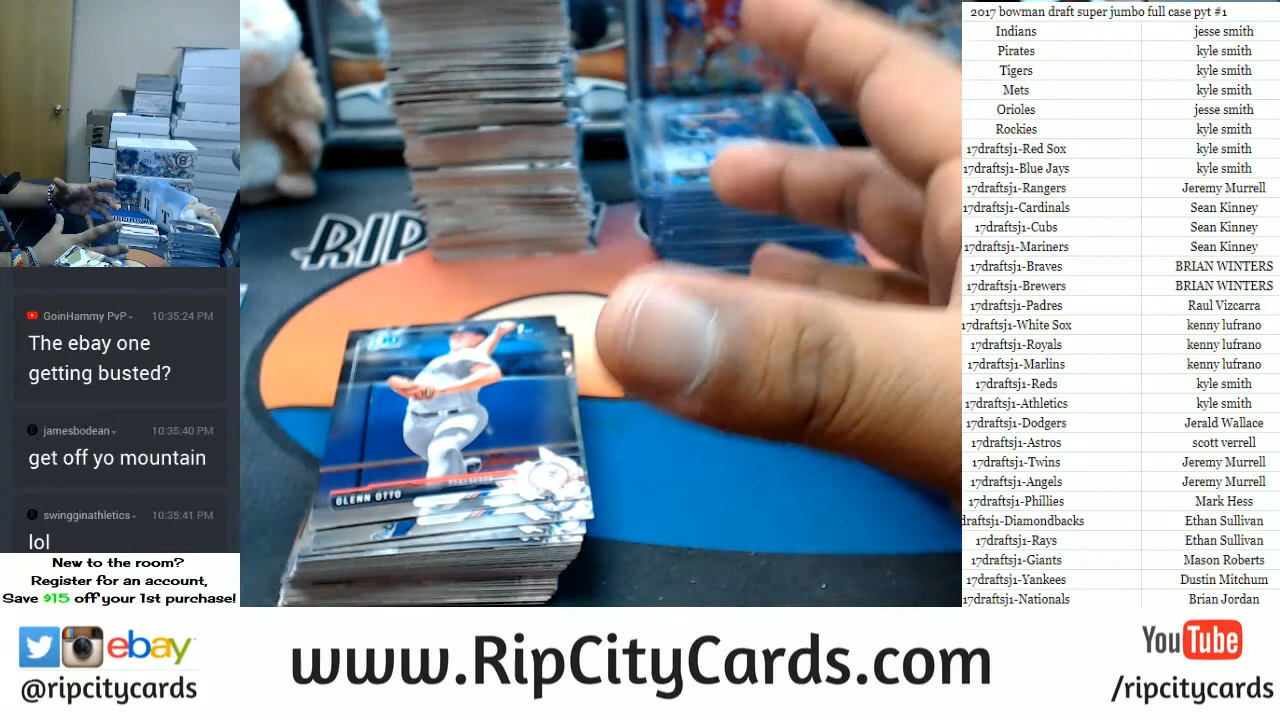 GoinHammy PvP 10:35:24 PM
The ebay one
getting busted?
jamesbodean 10:35:40 PM
get off yo mountain
swingginathletics 10:35:41 PM
lol
New to the room?
Register for an account,
Save $15 off your 1st purchase!
RIP
GLENN OTTO
2017 bowman draft super jumbo full case pyt #1
Indians jesse smith
Pirates kyle smith
Tigers kyle smith
Mets kyle smith
Orioles jesse smith
Rockies kyle smith
17draftsj1-Red Sox kyle smith
17draftsj1-Blue Jays kyle smith
17draftsj1-Rangers Jeremy Murrell
17draftsj1-Cardinals Sean Kinney
17draftsj1-Cubs Sean Kinney
17draftsj1-Mariners Sean Kinney
17draftsj1-Braves BRIAN WINTERS
17draftsj1-Brewers BRIAN WINTERS
17draftsj1-Padres Raul Vizcarra
17draftsj1-White Sox kenny lufrano
17draftsj1-Royals kenny lufrano
17draftsj1-Marlins kenny lufrano
17draftsj1-Reds kyle smith
17draftsj1-Athletics kyle smith
17draftsj1-Dodgers Jerald Wallace
17draftsj1-Astros scott verrell
17draftsj1-Twins Jeremy Murrell
17draftsj1-Angels Jeremy Murrell
17draftsj1-Phillies Mark Hess
draftsj1-Diamondbacks Ethan Sullivan
17draftsj1-Rays Ethan Sullivan
17draftsj1-Giants Mason Roberts
17draftsj1-Yankees Dustin Mitchum
17draftsj1-Nationals Brian Jordan
ebay
@ripcitycards
www.RipCityCards.com
YouTube
/ripcitycards